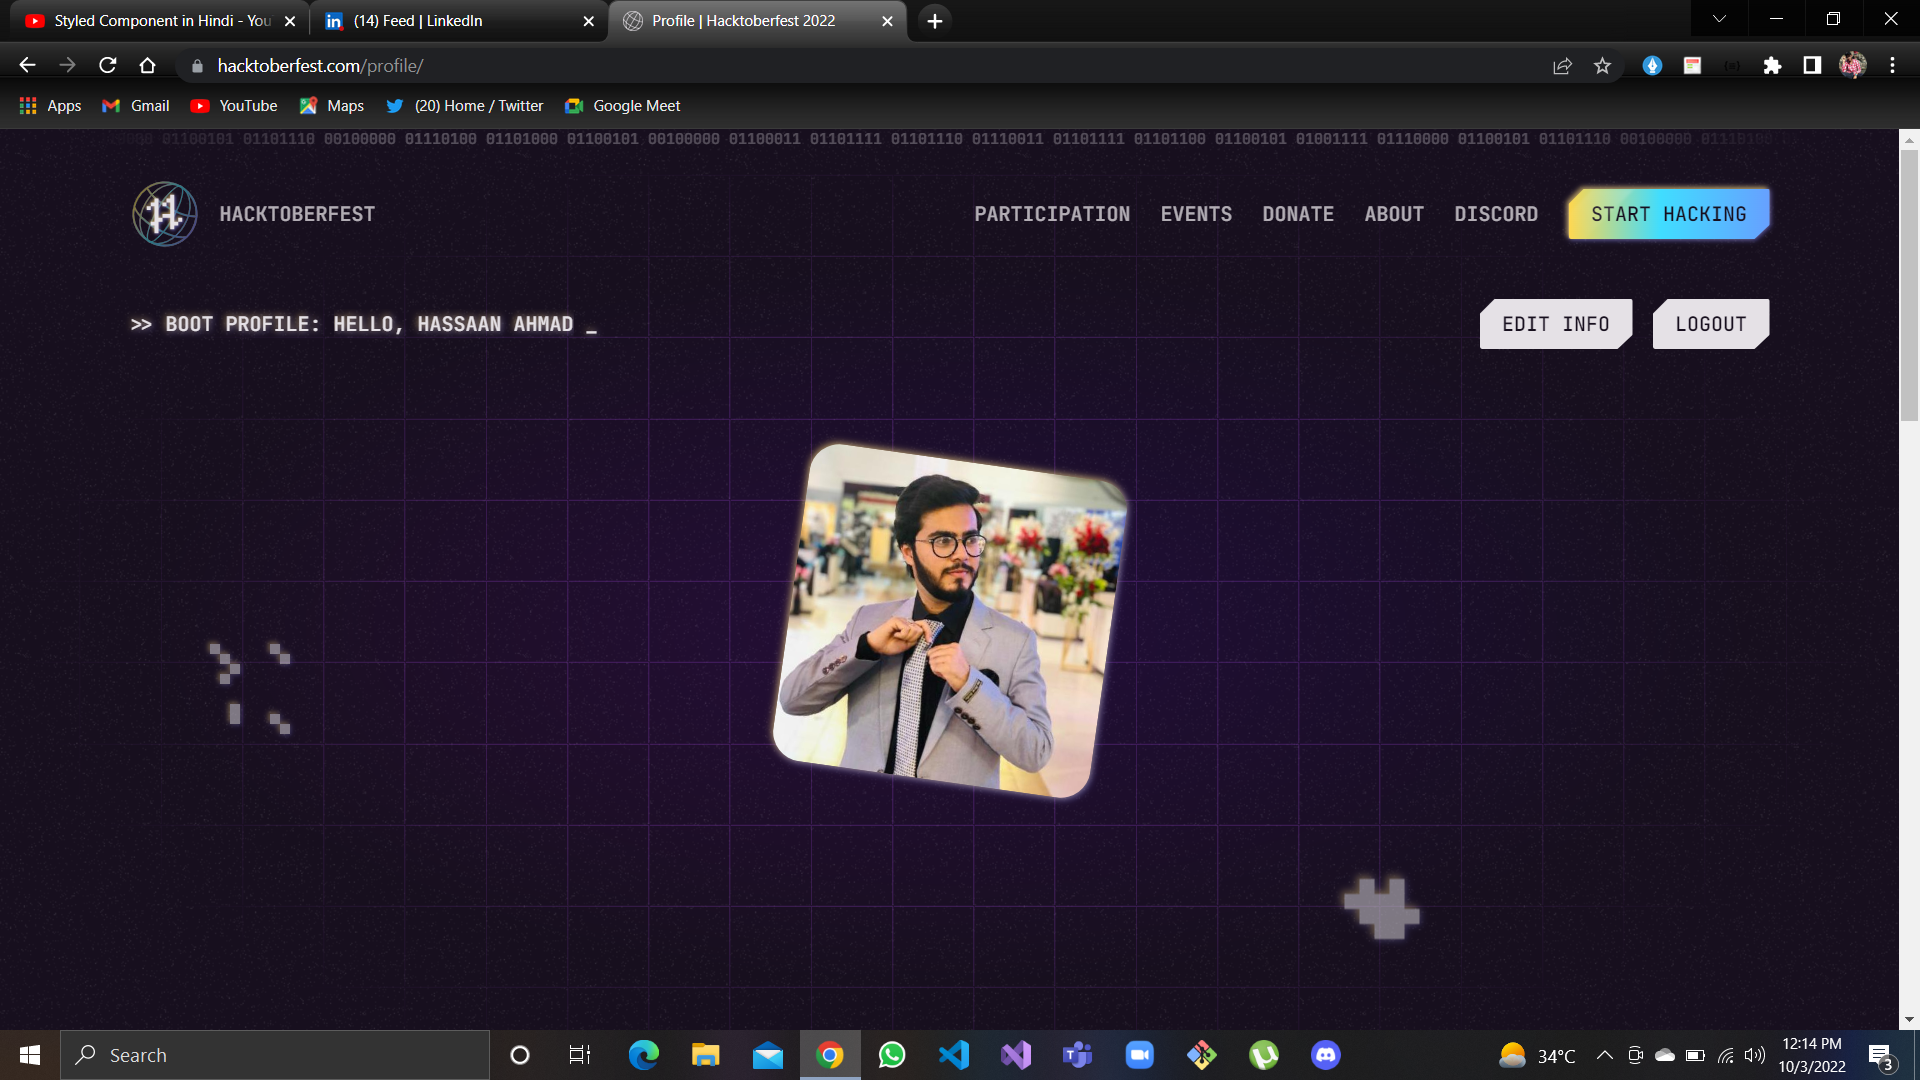 Styled Component in Hindi - You
(14) Feed | LinkedIn
Profile | Hacktoberfest 2022
hacktoberfest.com/profile/
Apps
Gmail
YouTube
Maps
(20) Home / Twitter
Google Meet
01100101 01101110 00100000 01110100 01101000 01100101 00100000 01100011 01101111 01101110 01110011 01101111 01101100 01100101 01001111 01110000 01100101 01101110 00100000
HACKTOBERFEST
PARTICIPATION
EVENTS
DONATE
ABOUT
DISCORD
START HACKING
>> BOOT PROFILE: HELLO, HASSAAN AHMAD _
EDIT INFO
LOGOUT
Search
34°C
12:14 PM
10/3/2022
3